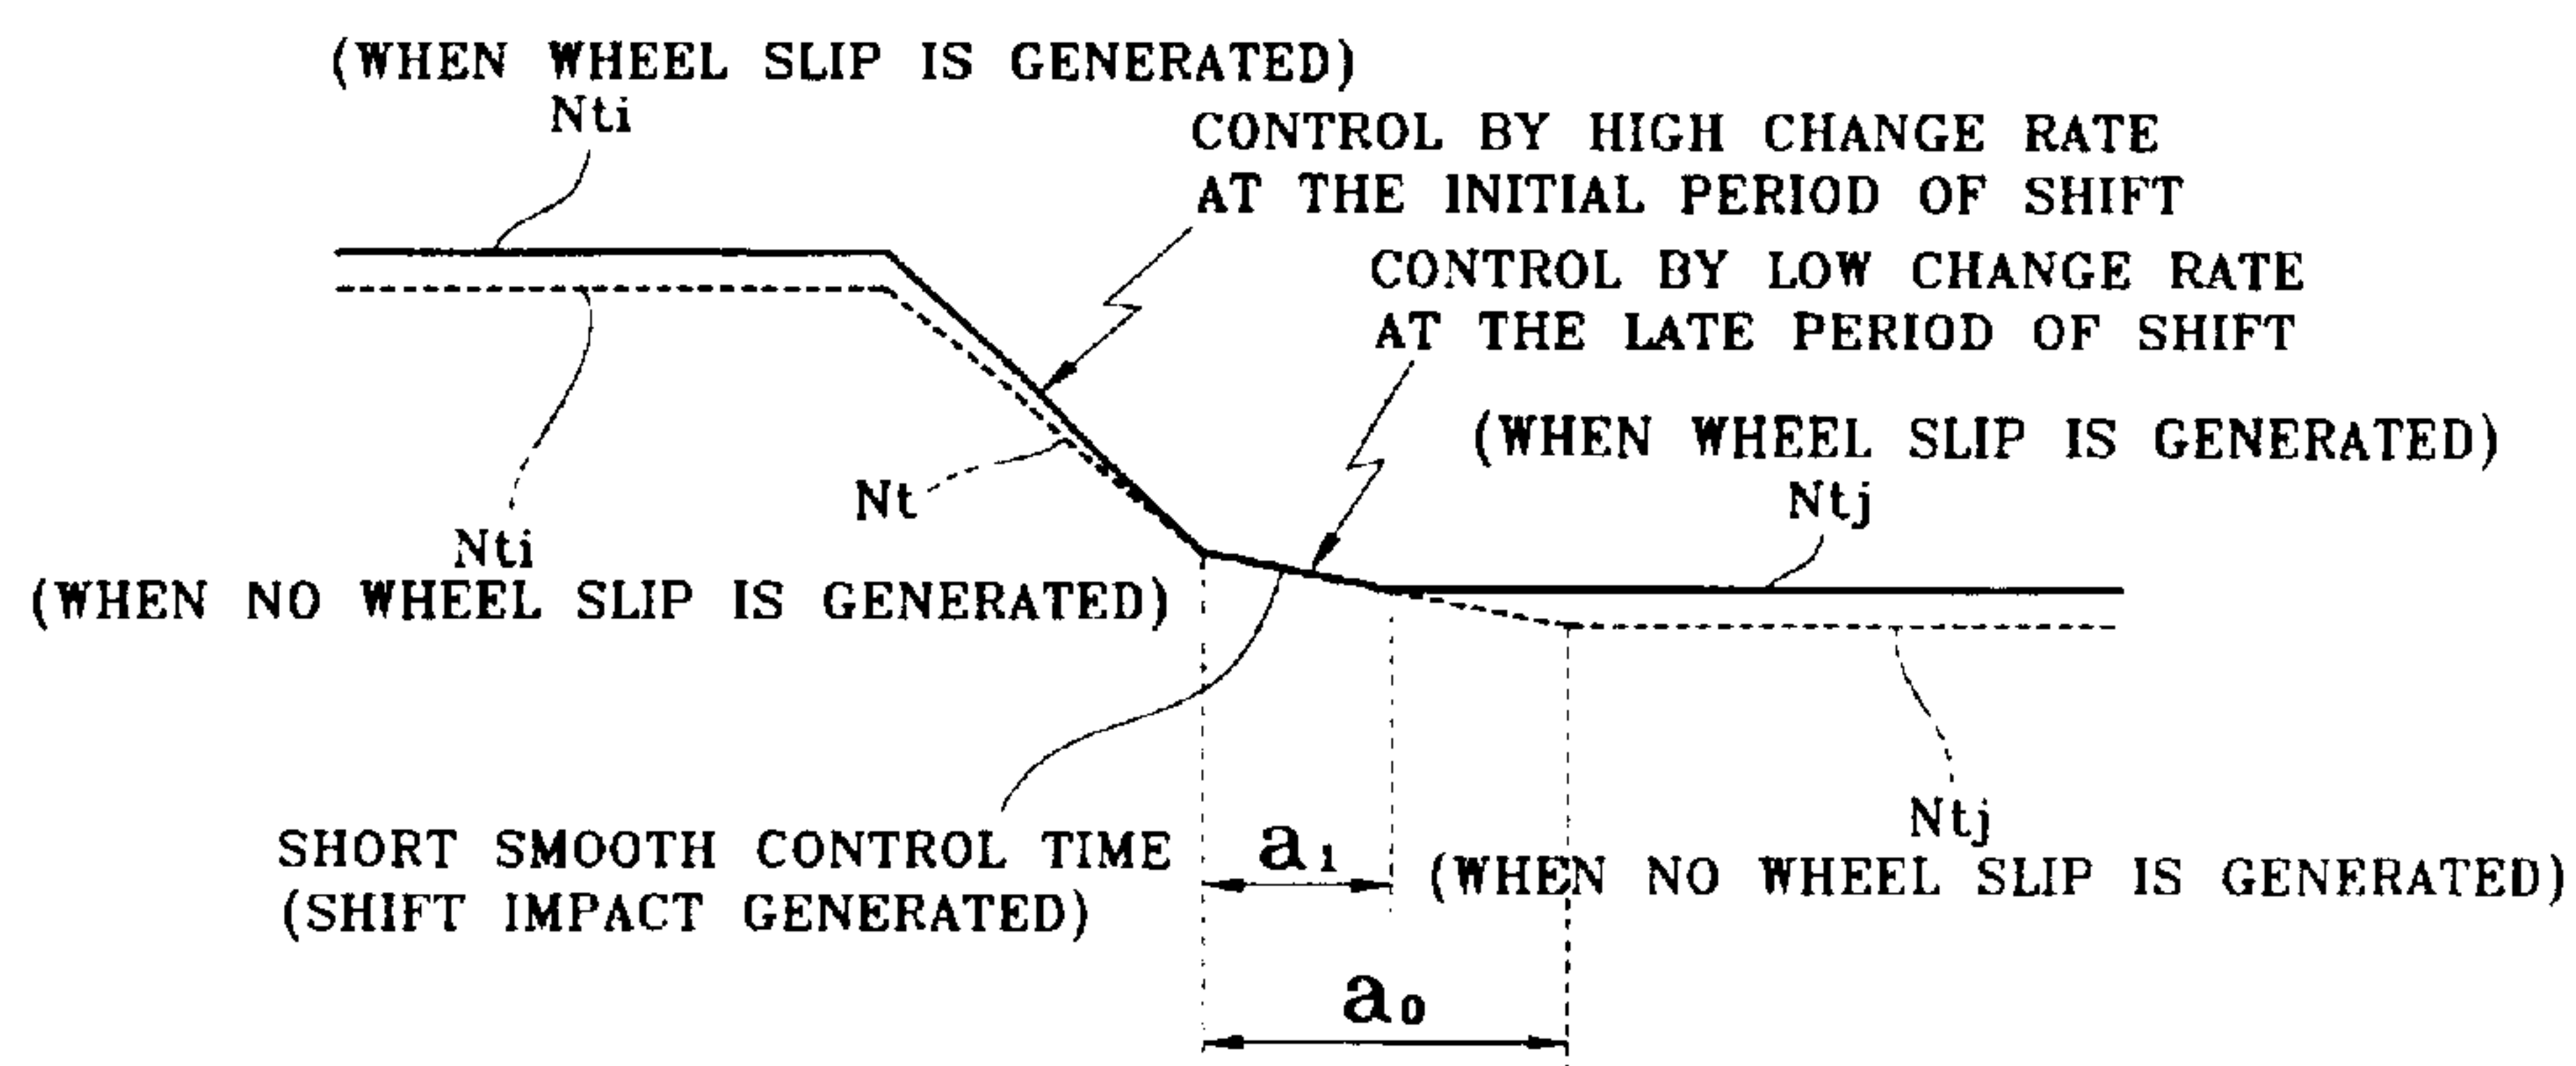 (WHEN WHEEL SLIP IS GENERATED)
Nti
CONTROL BY HIGH CHANGE RATE
AT THE INITIAL PERIOD OF SHIFT
CONTROL BY LOW CHANGE RATE
AT THE LATE PERIOD OF SHIFT
(WHEN WHEEL SLIP IS GENERATED)
Ntj
Nt
Nti
(WHEN NO WHEEL SLIP IS GENERATED)
SHORT SMOOTH CONTROL TIME
(SHIFT IMPACT GENERATED)
a₁
Ntj
(WHEN NO WHEEL SLIP IS GENERATED)
a₀